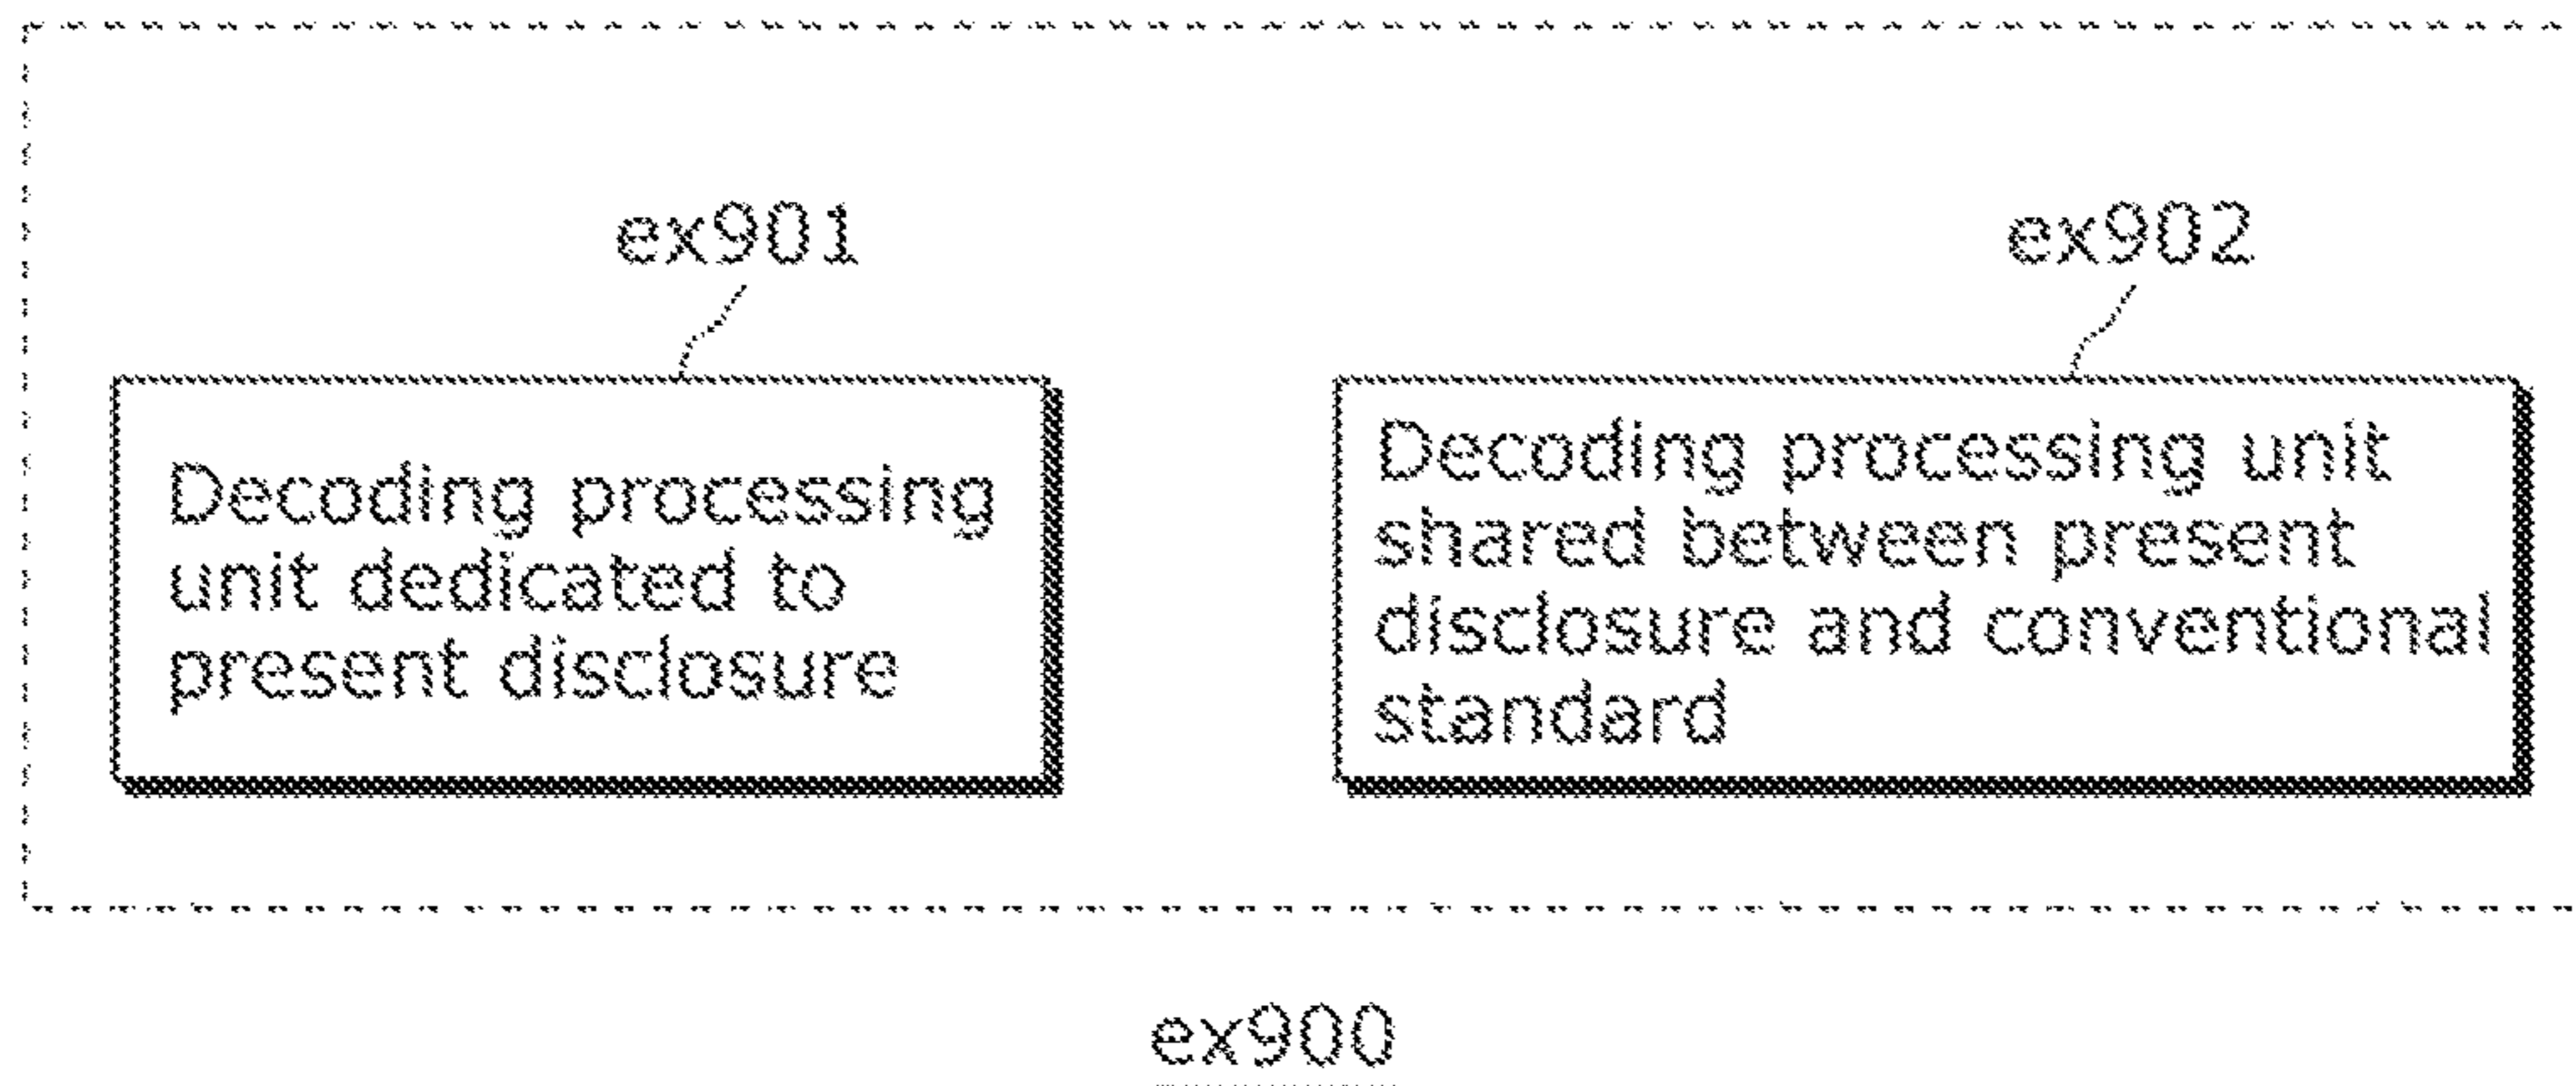 ex901
ex902
Decoding processing
unit dedicated to
present disclosure
Decoding processing unit
shared between present
disclosure and conventional
standard
ex900